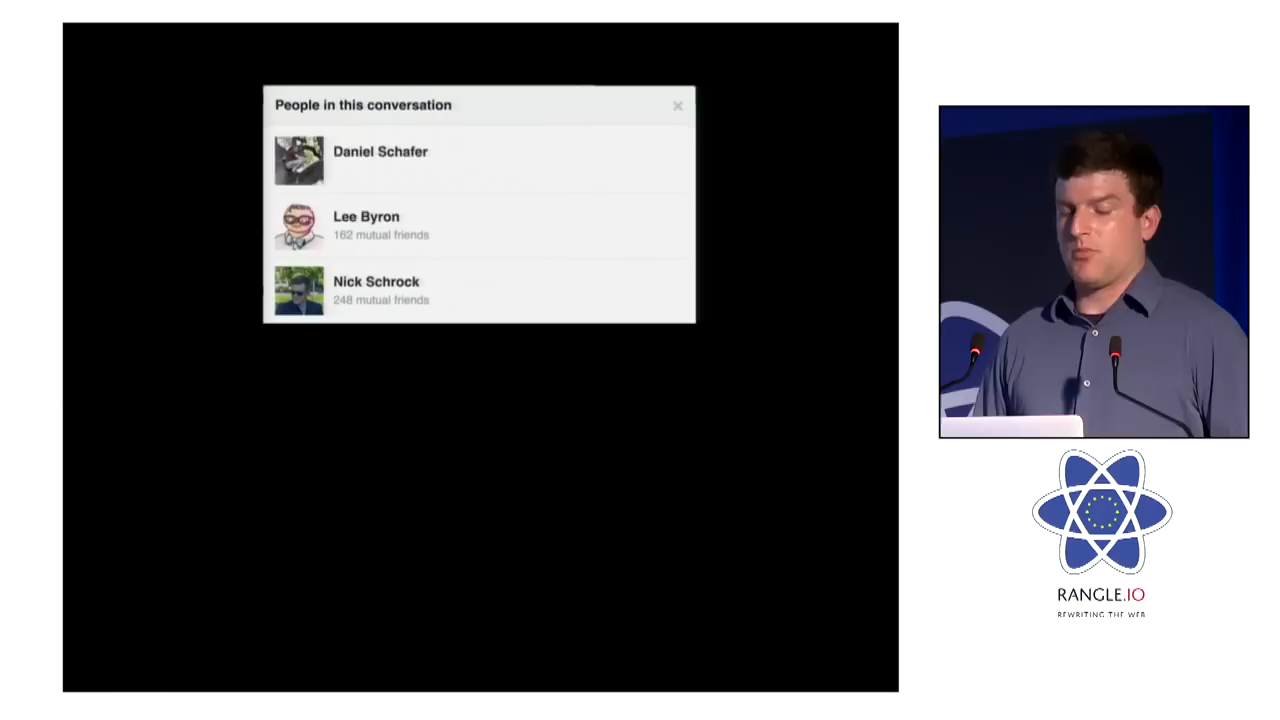 People in this conversation
×
Daniel Schafer
Lee Byron
162 mutual friends
Nick Schrock
248 mutual friends
RANGLE.IO
REWRITING THE WEB